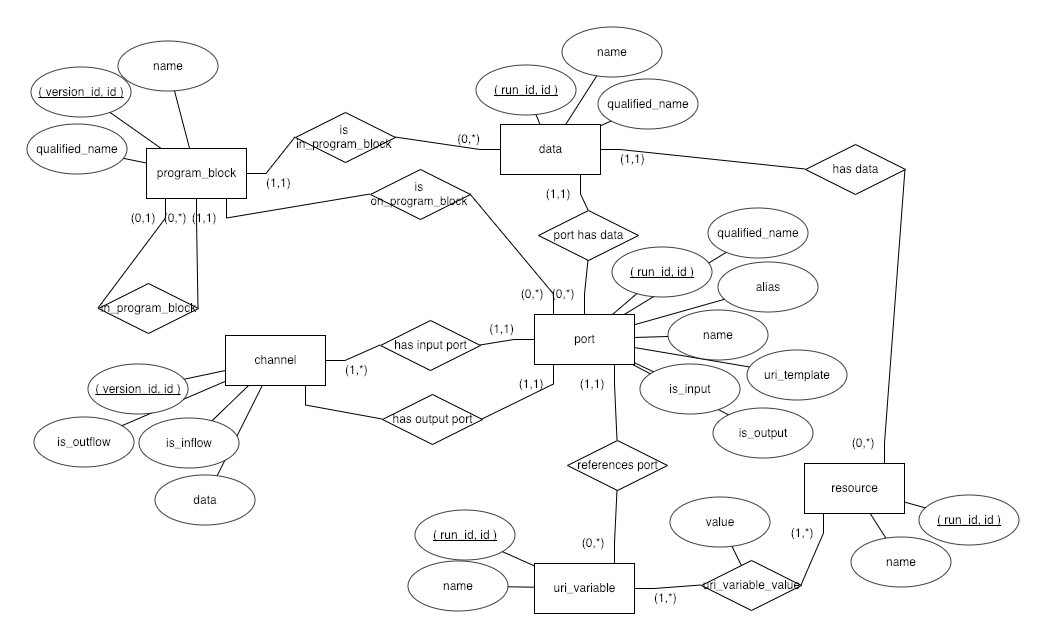 name
name
( version_id, id )
( run_id, id )
qualified_name
is
in_program_block
(0,*)
qualified_name
program_block
data
(1,1)
has data
(1,1)
is
on_program_block
(1,1)
(0,1)
(0,*)
(1,1)
port has data
qualified_name
( run_id, id )
alias
(0,*)
(0,*)
in_program_block
has input port
(1,1)
port
name
channel
(1,*)
uri_template
(1,1)
(1,1)
( version_id, id )
is_input
has output port
is_output
is_outflow
is_inflow
(0,*)
references port
resource
data
value
( run_id, id )
( run_id, id )
(1,*)
(0,*)
name
name
uri_variable
uri_variable_value
(1,*)